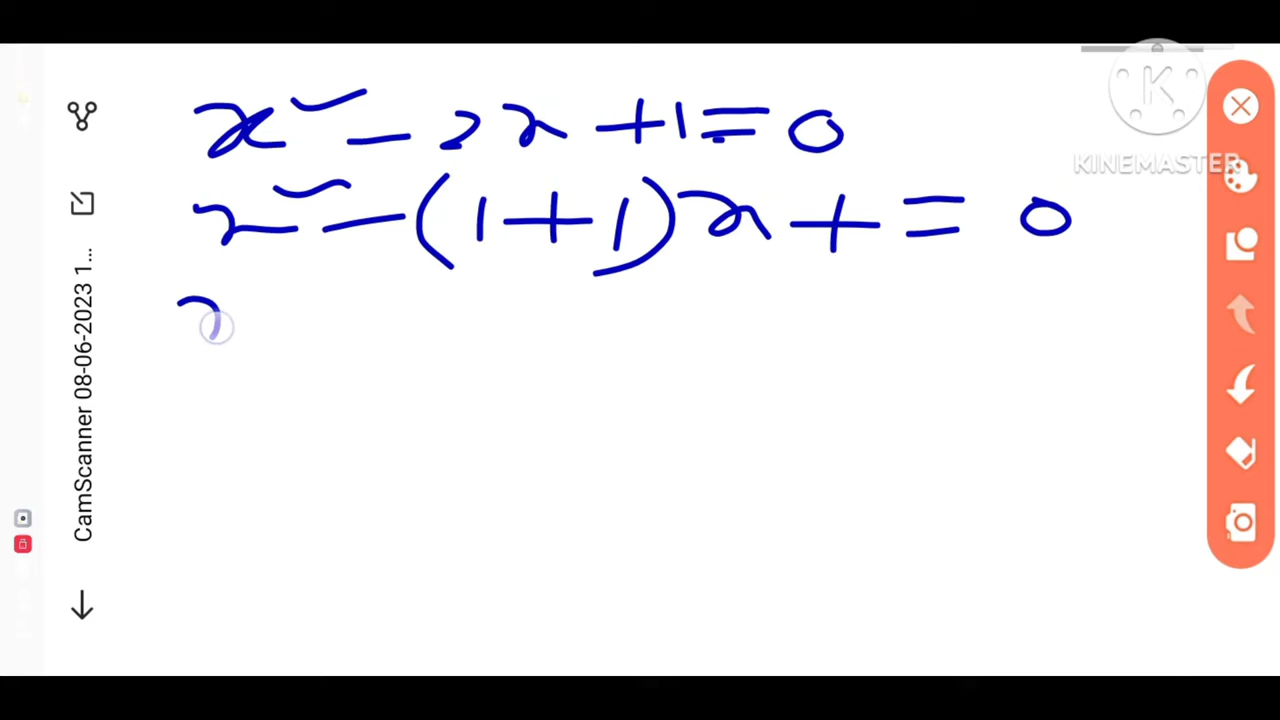 KINEMASTER
x² - 2x + 1 = 0
x² - (1 + 1)x + = 0
x
CamScanner 08-06-2023 1...